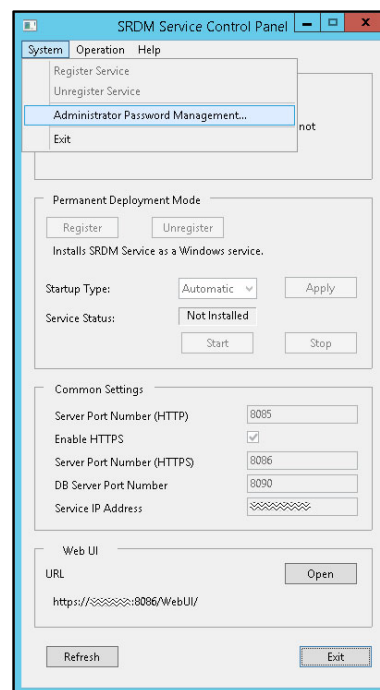 SRDM Service Control Panel
System Operation Help
Register Service
Unregister Service
Administrator Password Management...
not
Exit
Permanent Deployment Mode
Register Unregister
Installs SRDM Service as a Windows service.
Startup Type: Automatic Apply
Service Status: Not Installed
Start Stop
Common Settings
Server Port Number (HTTP) 8085
Enable HTTPS
Server Port Number (HTTPS) 8086
DB Server Port Number 8090
Service IP Address
Web UI
URL Open
https:// :8086/WebUI/
Refresh Exit